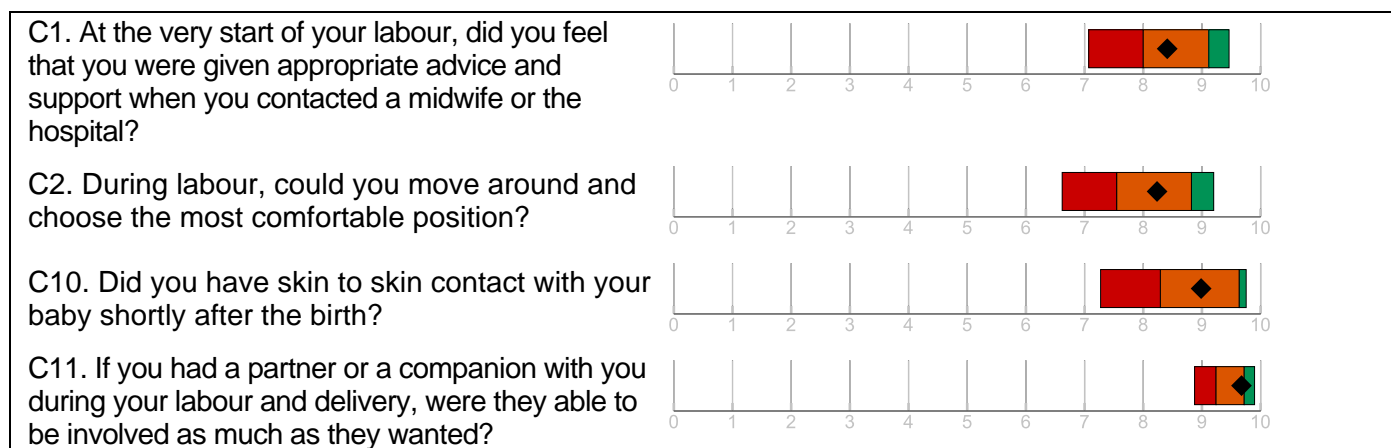 C1. At the very start of your labour, did you feel
that you were given appropriate advice and
support when you contacted a midwife or the
hospital?
0 1 2 3 4 5 6 7 8 9 10
C2. During labour, could you move around and
choose the most comfortable position?
0 1 2 3 4 5 6 7 8 9 10
C10. Did you have skin to skin contact with your
baby shortly after the birth?
0 1 2 3 4 5 6 7 8 9 10
C11. If you had a partner or a companion with you
during your labour and delivery, were they able to
be involved as much as they wanted?
0 1 2 3 4 5 6 7 8 9 10